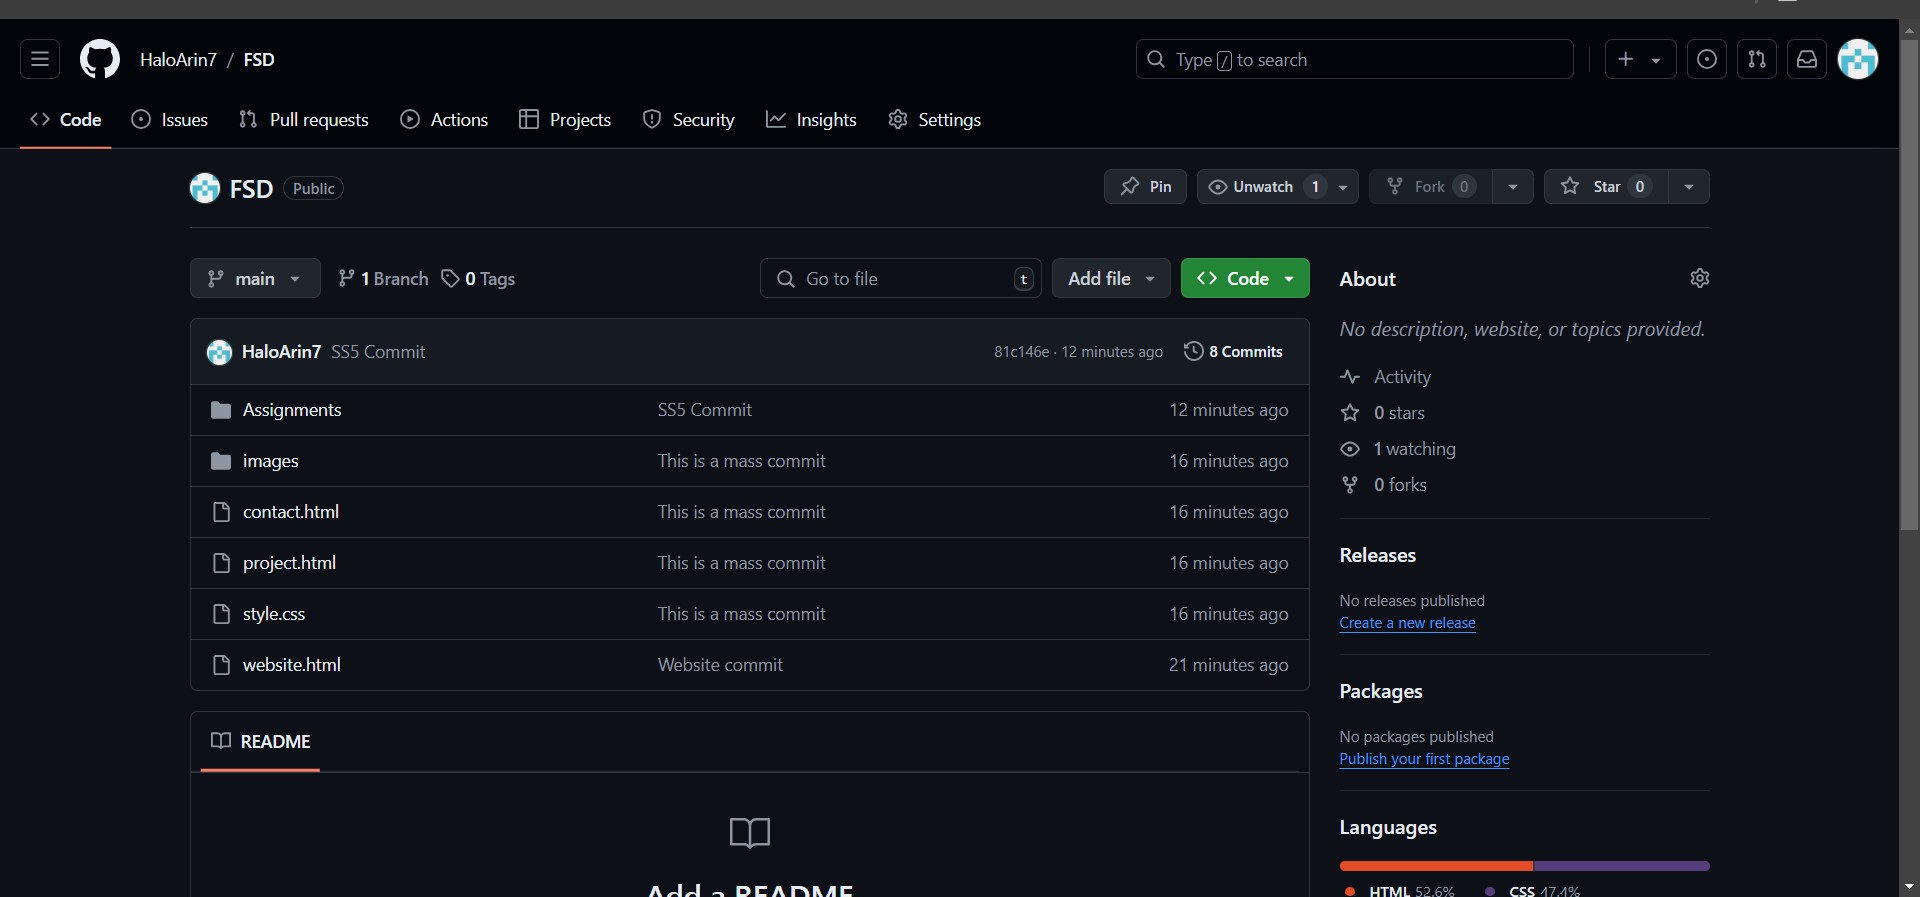 HaloArin7 / FSD
Type / to search
Code Issues Pull requests Actions Projects Security Insights Settings
FSD Public
Pin Unwatch 1 Fork 0 Star 0
main 1 Branch 0 Tags Go to file t Add file Code
HaloArin7 SS5 Commit 81c146e · 12 minutes ago 8 Commits
Assignments SS5 Commit 12 minutes ago
images This is a mass commit 16 minutes ago
contact.html This is a mass commit 16 minutes ago
project.html This is a mass commit 16 minutes ago
style.css This is a mass commit 16 minutes ago
website.html Website commit 21 minutes ago
README
Add a README
About
No description, website, or topics provided.
Activity
0 stars
1 watching
0 forks
Releases
No releases published
Create a new release
Packages
No packages published
Publish your first package
Languages
HTML 52.6% CSS 47.4%